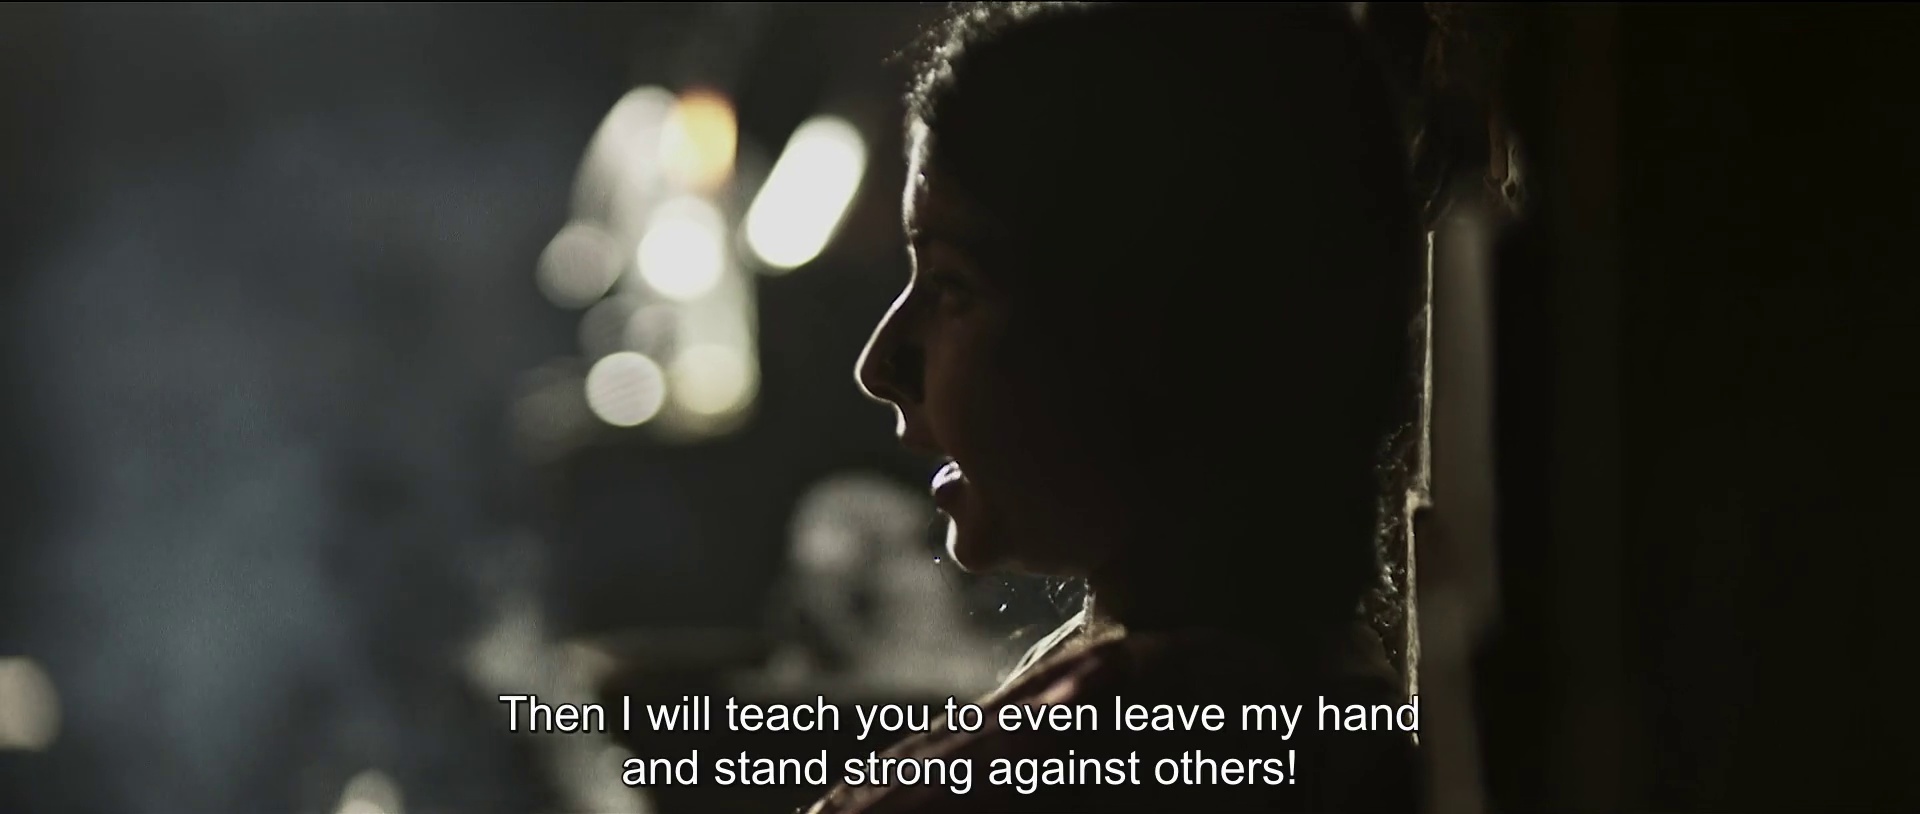 Then I will teach you to even leave my hand
and stand strong against others!